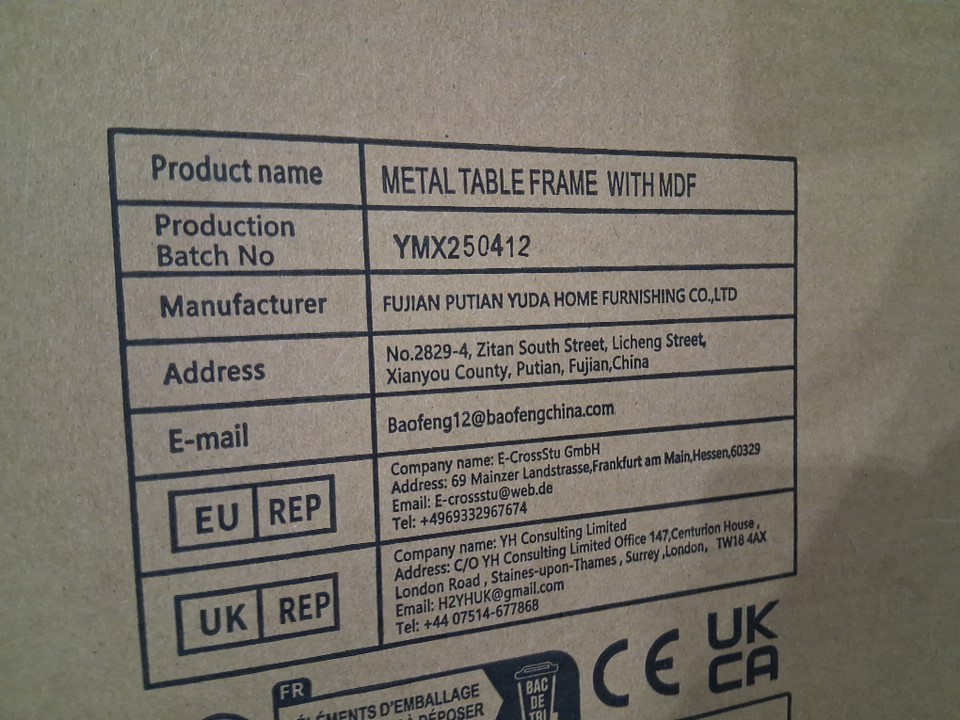 Product name
METAL TABLE FRAME WITH MDF
Production
Batch No
YMX250412
Manufacturer
FUJIAN PUTIAN YUDA HOME FURNISHING CO.,LTD
Address
No.2829-4, Zitan South Street, Licheng Street,
Xianyou County, Putian, Fujian,China
E-mail
Baofeng12@baofengchina.com
EU REP
Company name: E-CrossStu GmbH
Address: 69 Mainzer Landstrasse,Frankfurt am Main,Hessen,60329
Email: E-crossstu@web.de
Tel: +4969332967674
UK REP
Company name: YH Consulting Limited
Address: C/O YH Consulting Limited Office 147,Centurion House,
London Road , Staines-upon-Thames , Surrey ,London, TW18 4AX
Email: H2YHUK@gmail.com
Tel: +44 07514-677868
CE
UK
CA
FR
ÉLÉMENTS D'EMBALLAGE
À DÉPOSER
BAC
DE
TRI